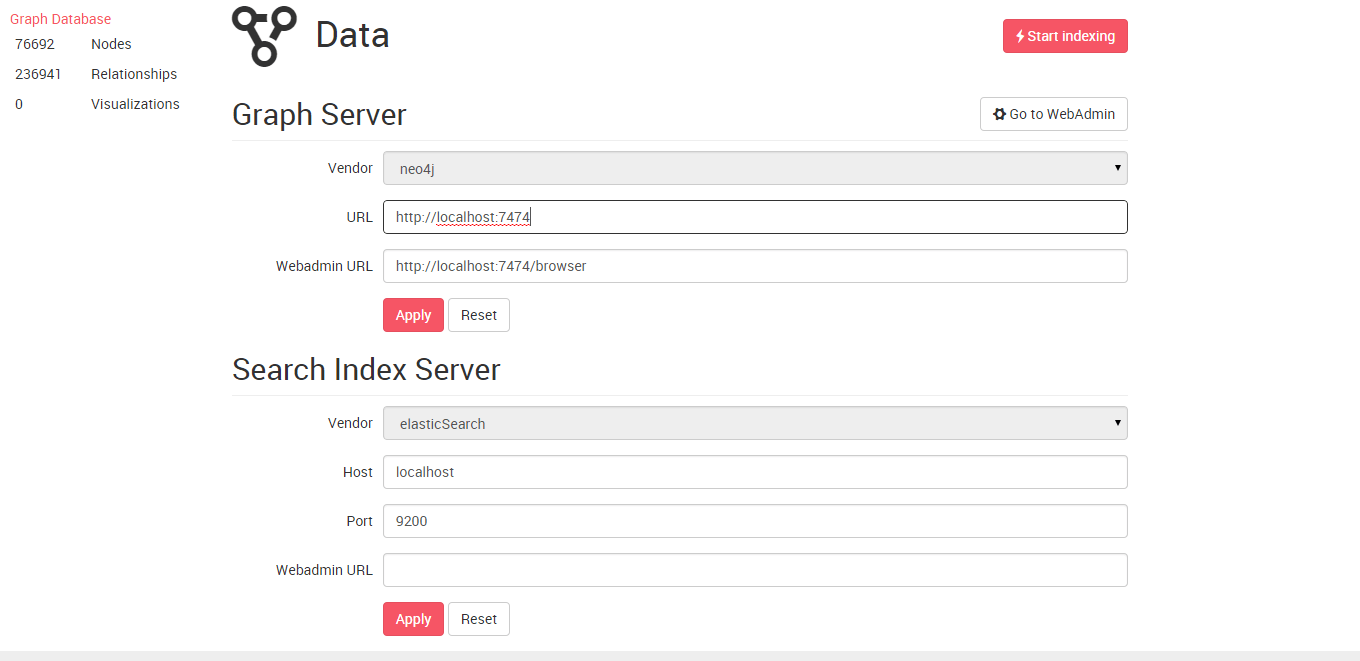 Graph Database
76692 Nodes
236941 Relationships
0 Visualizations
Data
Start indexing
Graph Server
Go to WebAdmin
Vendor neo4j
URL http://localhost:7474
Webadmin URL http://localhost:7474/browser
Apply Reset
Search Index Server
Vendor elasticSearch
Host localhost
Port 9200
Webadmin URL
Apply Reset